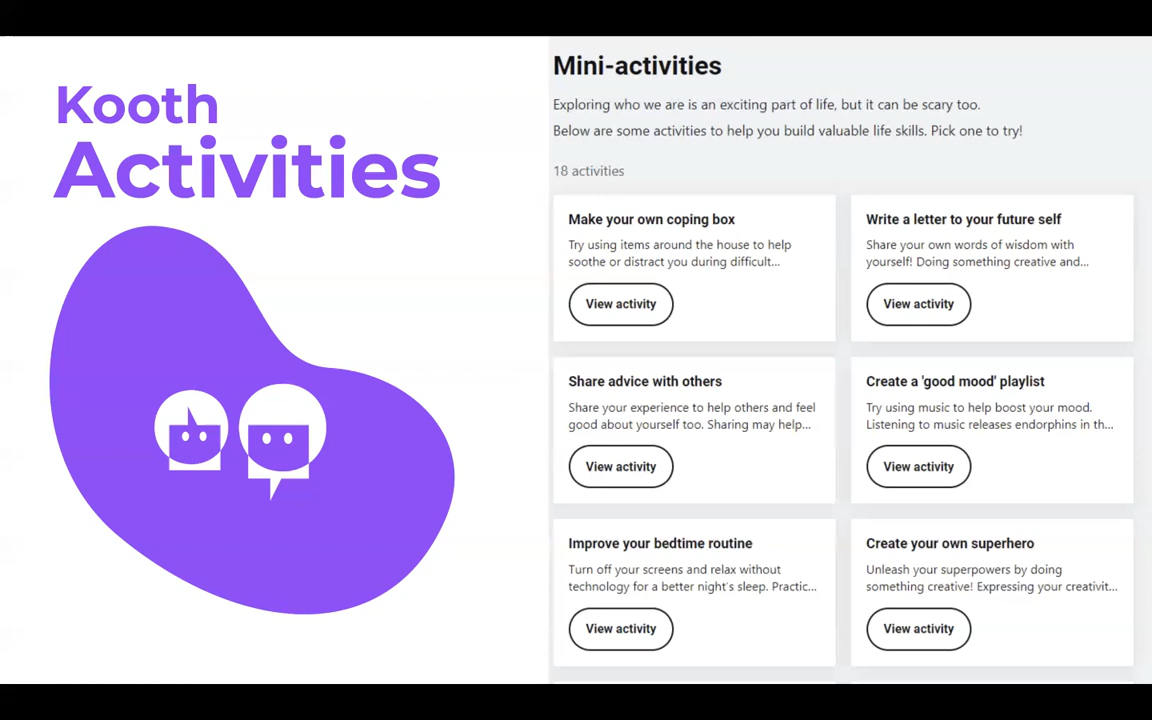 Kooth
Activities
Mini-activities
Exploring who we are is an exciting part of life, but it can be scary too.
Below are some activities to help you build valuable life skills. Pick one to try!
18 activities
Make your own coping box
Try using items around the house to help
soothe or distract you during difficult...
View activity
Write a letter to your future self
Share your own words of wisdom with
yourself! Doing something creative and...
View activity
Share advice with others
Share your experience to help others and feel
good about yourself too. Sharing may help...
View activity
Create a 'good mood' playlist
Try using music to help boost your mood.
Listening to music releases endorphins in th...
View activity
Improve your bedtime routine
Turn off your screens and relax without
technology for a better night's sleep. Practic...
View activity
Create your own superhero
Unleash your superpowers by doing
something creative! Expressing your creativit...
View activity